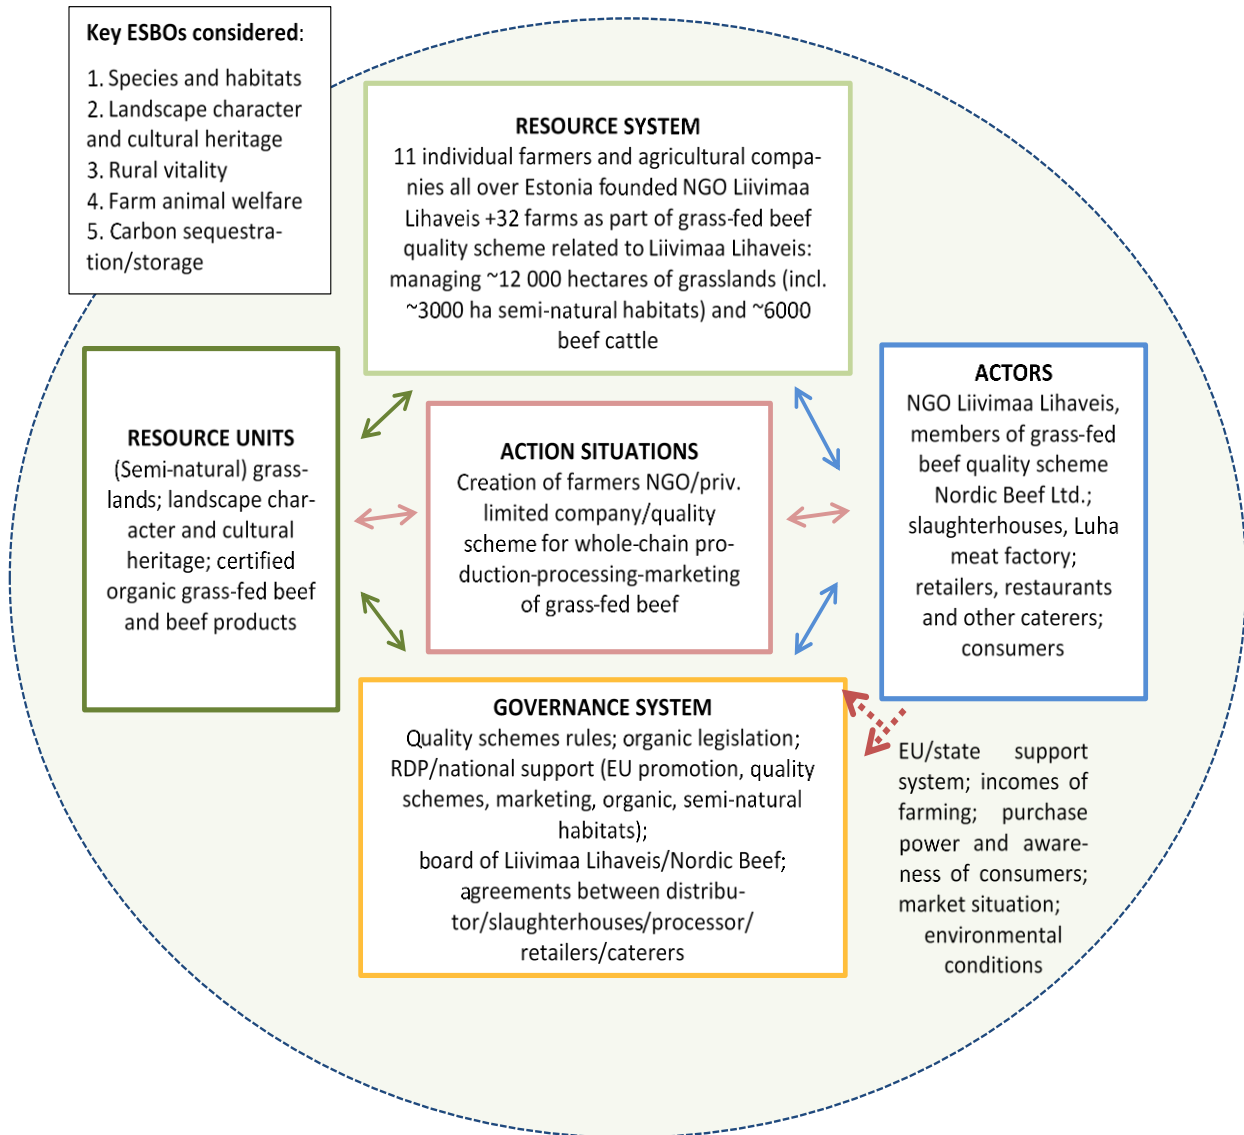 Key ESBOs considered:
1. Species and habitats
2. Landscape character
and cultural heritage
3. Rural vitality
4. Farm animal welfare
5. Carbon sequestra-
tion/storage
RESOURCE SYSTEM
11 individual farmers and agricultural compa-
nies all over Estonia founded NGO Liivimaa
Lihaveis +32 farms as part of grass-fed beef
quality scheme related to Liivimaa Lihaveis:
managing ~12 000 hectares of grasslands (incl.
~3000 ha semi-natural habitats) and ~6000
beef cattle
RESOURCE UNITS
(Semi-natural) grass-
lands; landscape char-
acter and cultural
heritage; certified
organic grass-fed beef
and beef products
ACTION SITUATIONS
Creation of farmers NGO/priv.
limited company/quality
scheme for whole-chain pro-
duction-processing-marketing
of grass-fed beef
ACTORS
NGO Liivimaa Lihaveis,
members of grass-fed
beef quality scheme
Nordic Beef Ltd.;
slaughterhouses, Luha
meat factory;
retailers, restaurants
and other caterers;
consumers
GOVERNANCE SYSTEM
Quality schemes rules; organic legislation;
RDP/national support (EU promotion, quality
schemes, marketing, organic, semi-natural
habitats);
board of Liivimaa Lihaveis/Nordic Beef;
agreements between distribu-
tor/slaughterhouses/processor/
retailers/caterers
EU/state support
system; incomes of
farming; purchase
power and aware-
ness of consumers;
market situation;
environmental
conditions